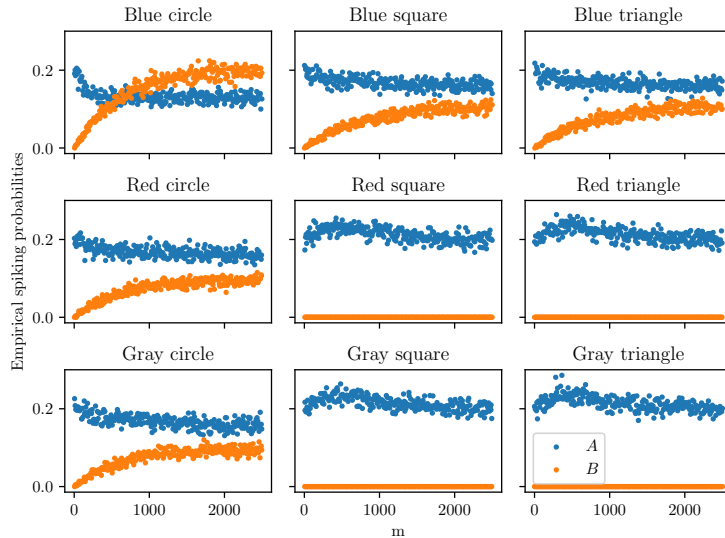 Blue circle
Blue square
Blue triangle
0.2
0.0
Red circle
Red square
Red triangle
0.2
0.0
Empirical spiking probabilities
Gray circle
Gray square
Gray triangle
0.2
0.0
A
B
0
1000
2000
0
1000
2000
0
1000
2000
m